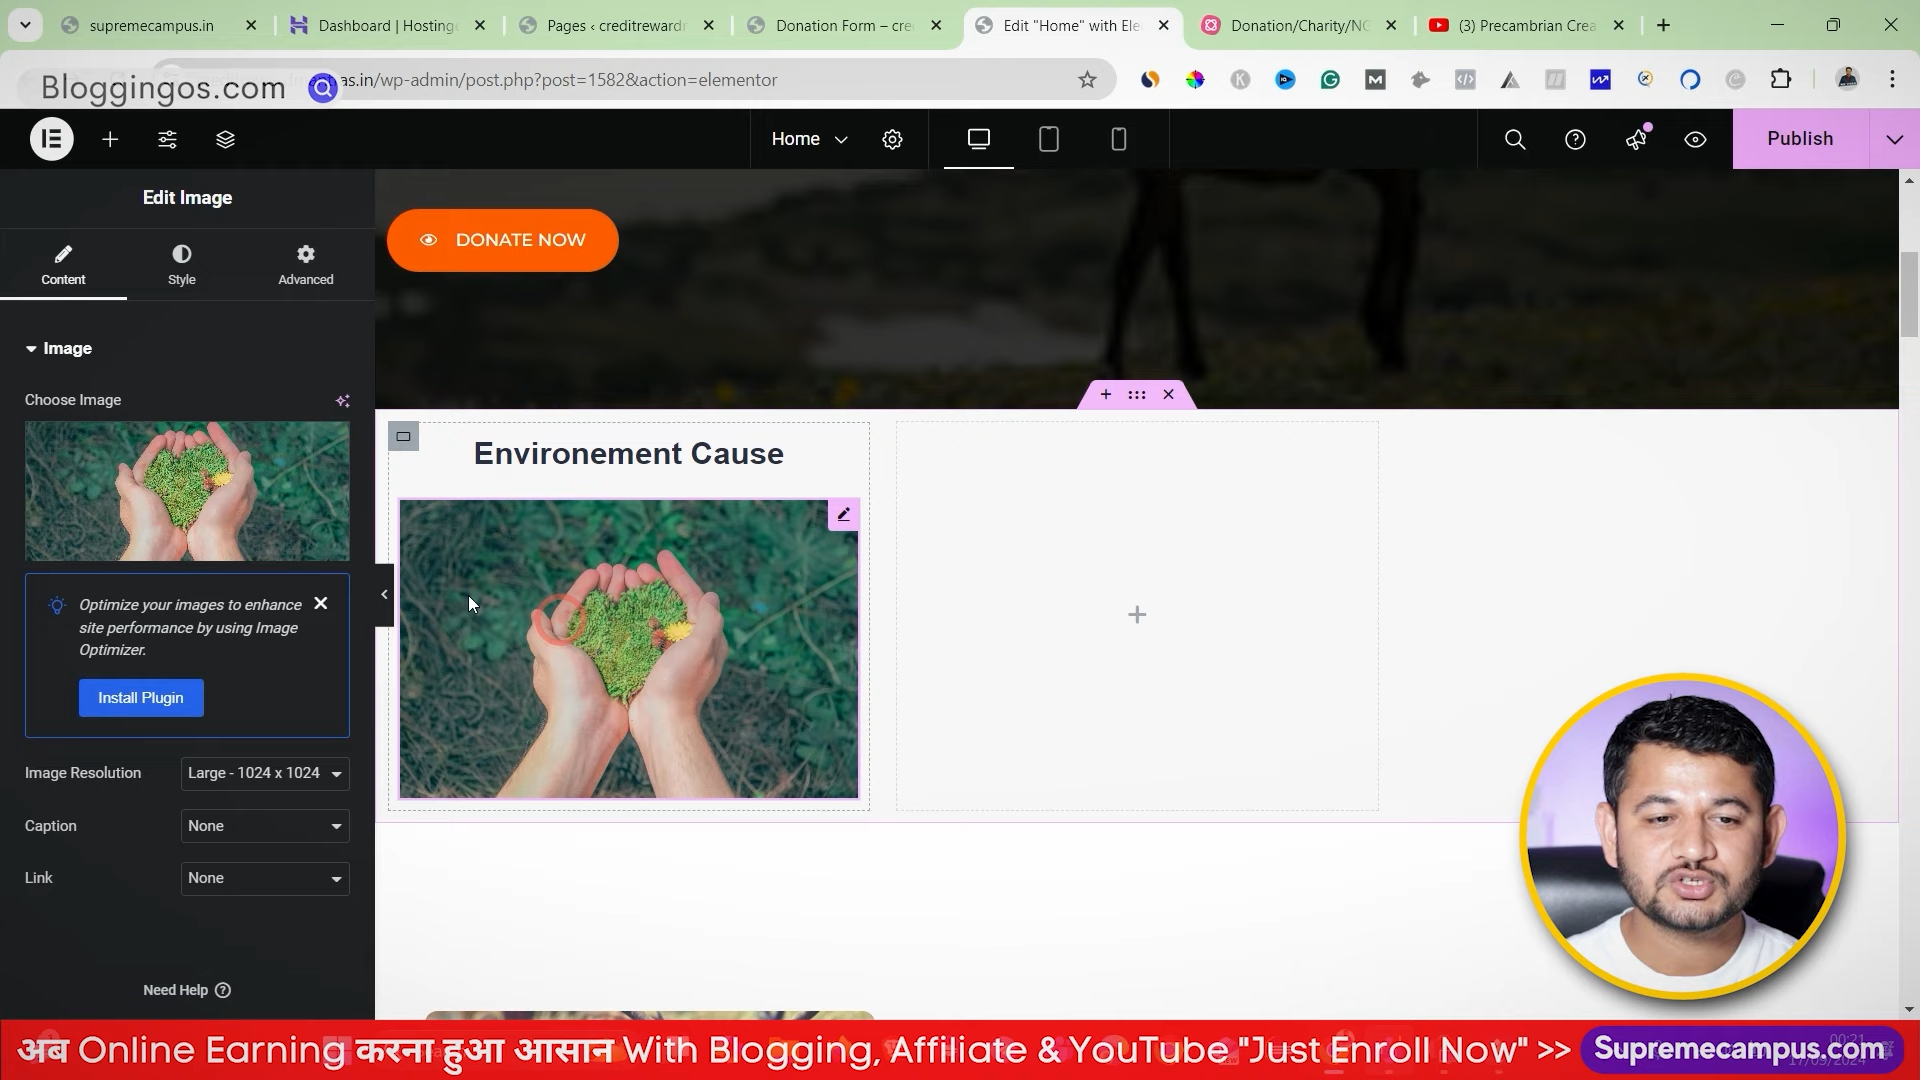 supremecampus.in
Dashboard | Hosting
Pages ‹ creditreward
Donation Form – cre
Edit "Home" with Ele
Donation/Charity/NG
(3) Precambrian Crea
Bloggingos.com
as.in/wp-admin/post.php?post=1582&action=elementor
Home
Publish
Edit Image
Content
Style
Advanced
DONATE NOW
Image
Choose Image
Environement Cause
Optimize your images to enhance
site performance by using Image
Optimizer.
Install Plugin
Image Resolution
Large - 1024 x 1024
Caption
None
Link
None
Need Help
अब Online Earning करना हुआ आसान With Blogging, Affiliate & YouTube "Just Enroll Now" >>
Supremecampus.com